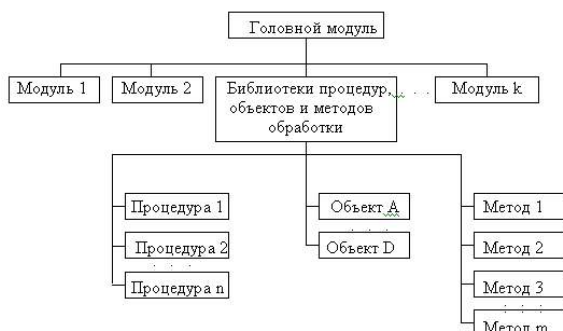 Головной модуль
Модуль 1 Модуль 2 Библиотеки процедур, . . . Модуль k
объектов и методов
обработки
Процедура 1 Объект А Метод 1
. . .
Процедура 2 Объект D Метод 2
. . .
Процедура n Метод 3
. . .
Метод m